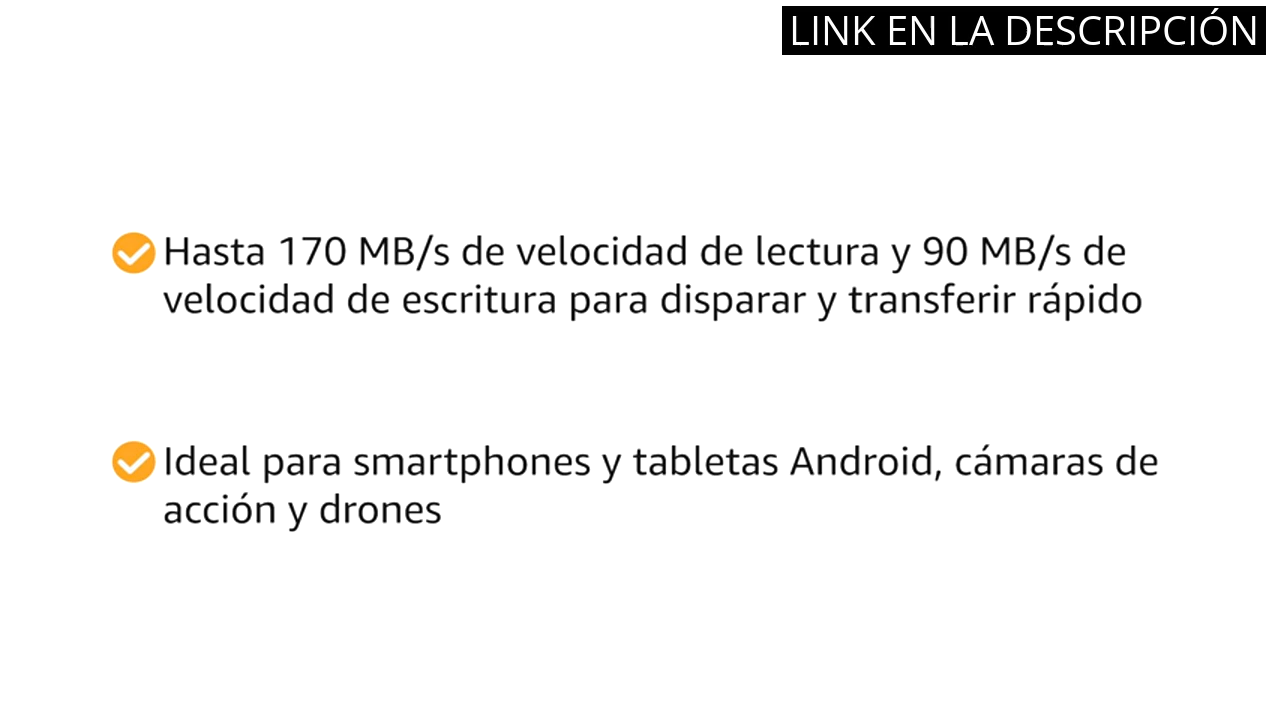 LINK EN LA DESCRIPCIÓN
Hasta 170 MB/s de velocidad de lectura y 90 MB/s de
velocidad de escritura para disparar y transferir rápido
Ideal para smartphones y tabletas Android, cámaras de
acción y drones